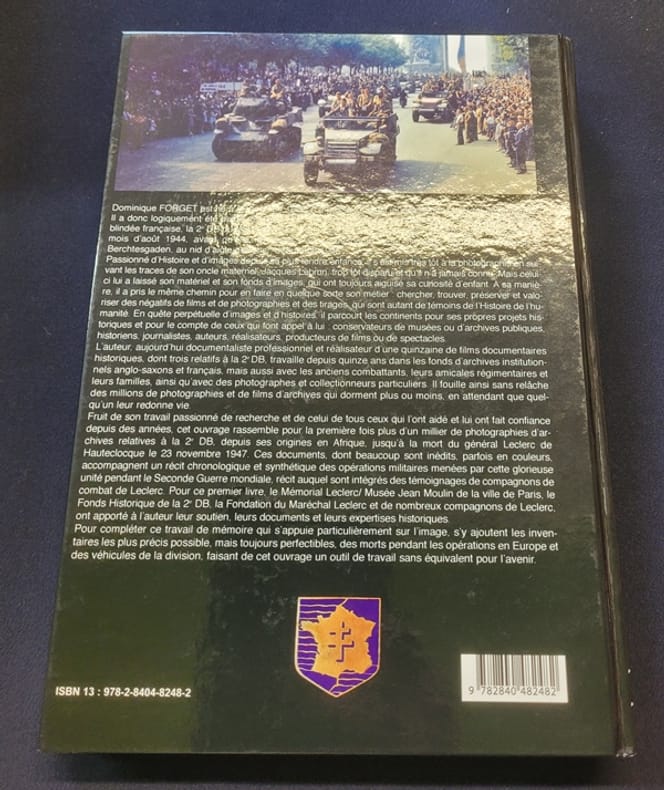 Dominique FORGET est
Il a donc logiquement été
blindée française, la 2e DB
mois d'août 1944,
Berchtesgaden, au nid d'aigle
Passionné d'Histoire et d'images depuis sa plus tendre enfance, il s'est mis très tôt à la photographie en sui-
vant les traces de son oncle maternel, Jacques Lebrun, trop tôt disparu et qu'il n'a jamais connu. Mais celui-
ci lui a laissé son matériel et son fonds d'images, qui ont toujours aiguisé sa curiosité d'enfant. A sa maniè-
re, il a pris le même chemin pour en faire en quelque sorte son métier : chercher, trouver, préserver et valo-
riser des négatifs de films et de photographies et des tirages, qui sont autant de témoins de l'Histoire de l'hu-
manité. En quête perpétuelle d'images et d'histoires, il parcourt les continents pour ses propres projets his-
toriques et pour le compte de ceux qui font appel à lui : conservateurs de musées ou d'archives publiques,
historiens, journalistes, auteurs, réalisateurs, producteurs de films ou de spectacles.
L'auteur, aujourd'hui documentaliste professionnel et réalisateur d'une quinzaine de films documentaires
historiques, dont trois relatifs à la 2e DB, travaille depuis quinze ans dans les fonds d'archives institution-
nels anglo-saxons et français, mais aussi avec les anciens combattants, leurs amicales régimentaires et
leurs familles, ainsi qu'avec des photographes et collectionneurs particuliers. Il fouille ainsi sans relâche
des millions de photographies et de films d'archives qui dorment plus ou moins, en attendant que quel-
qu'un leur redonne vie.
Fruit de son travail passionné de recherche et de celui de tous ceux qui l'ont aidé et lui ont fait confiance
depuis des années, cet ouvrage rassemble pour la première fois plus d'un millier de photographies d'ar-
chives relatives à la 2e DB, depuis ses origines en Afrique, jusqu'à la mort du général Leclerc de
Hauteclocque le 23 novembre 1947. Ces documents, dont beaucoup sont inédits, parfois en couleurs,
accompagnent un récit chronologique et synthétique des opérations militaires menées par cette glorieuse
unité pendant le Seconde Guerre mondiale, récit auquel sont intégrés des témoignages de compagnons de
combat de Leclerc. Pour ce premier livre, le Mémorial Leclerc/ Musée Jean Moulin de la ville de Paris, le
Fonds Historique de la 2e DB, la Fondation du Maréchal Leclerc et de nombreux compagnons de Leclerc,
ont apporté à l'auteur leur soutien, leurs documents et leurs expertises historiques.
Pour compléter ce travail de mémoire qui s'appuie particulièrement sur l'image, s'y ajoutent les inven-
taires les plus précis possible, mais toujours perfectibles, des morts pendant les opérations en Europe et
des véhicules de la division, faisant de cet ouvrage un outil de travail sans équivalent pour l'avenir.
ISBN 13 : 978-2-8404-8248-2
9 782840 482482